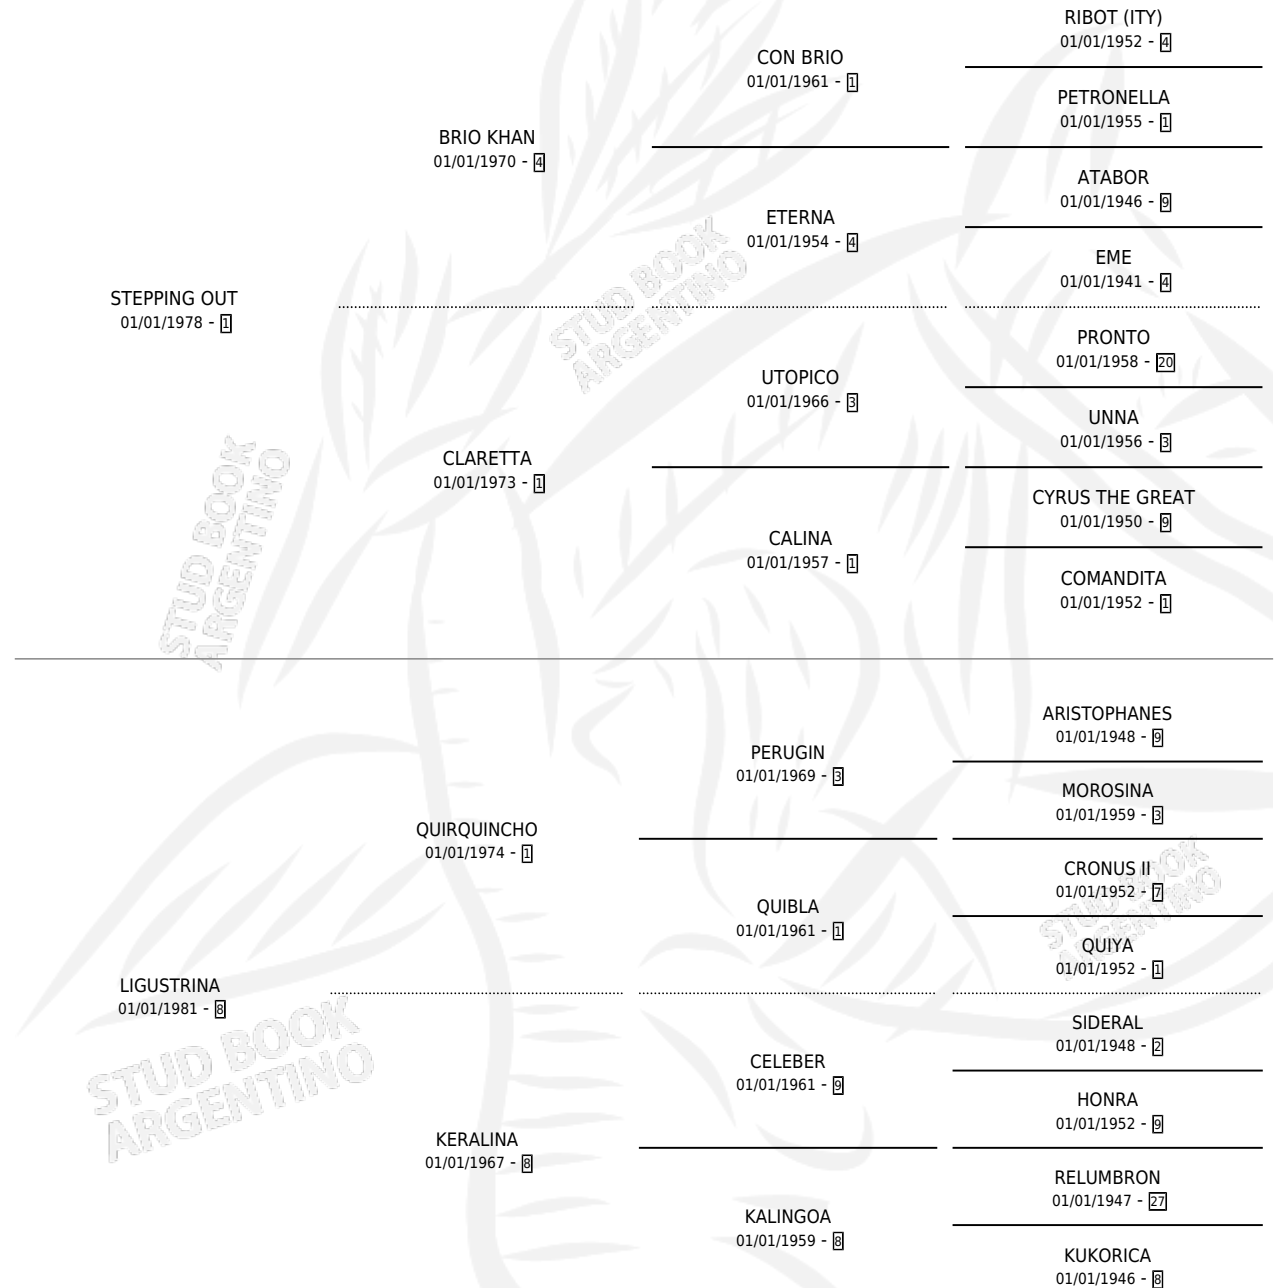 RIBOT (ITY)
01/01/1952 - 4
CON BRIO
01/01/1961 - 1
PETRONELLA
01/01/1955 - 1
BRIO KHAN
01/01/1970 - 4
ATABOR
01/01/1946 - 9
ETERNA
01/01/1954 - 4
EME
01/01/1941 - 4
STEPPING OUT
01/01/1978 - 1
PRONTO
01/01/1958 - 20
UTOPICO
01/01/1966 - 3
UNNA
01/01/1956 - 3
CLARETTA
01/01/1973 - 1
CYRUS THE GREAT
01/01/1950 - 9
CALINA
01/01/1957 - 1
COMANDITA
01/01/1952 - 1
STUD BOOK
ARGENTINO
STUD BOOK
ARGENTINO
ARISTOPHANES
01/01/1948 - 9
PERUGIN
01/01/1969 - 3
MOROSINA
01/01/1959 - 3
QUIRQUINCHO
01/01/1974 - 1
CRONUS II
01/01/1952 - 7
QUIBLA
01/01/1961 - 1
QUIYA
01/01/1952 - 1
LIGUSTRINA
01/01/1981 - 8
SIDERAL
01/01/1948 - 2
CELEBER
01/01/1961 - 9
HONRA
01/01/1952 - 9
KERALINA
01/01/1967 - 8
RELUMBRON
01/01/1947 - 27
KALINGOA
01/01/1959 - 8
KUKORICA
01/01/1946 - 8
STUD BOOK
ARGENTINO
STUD BOOK
ARGENTINO